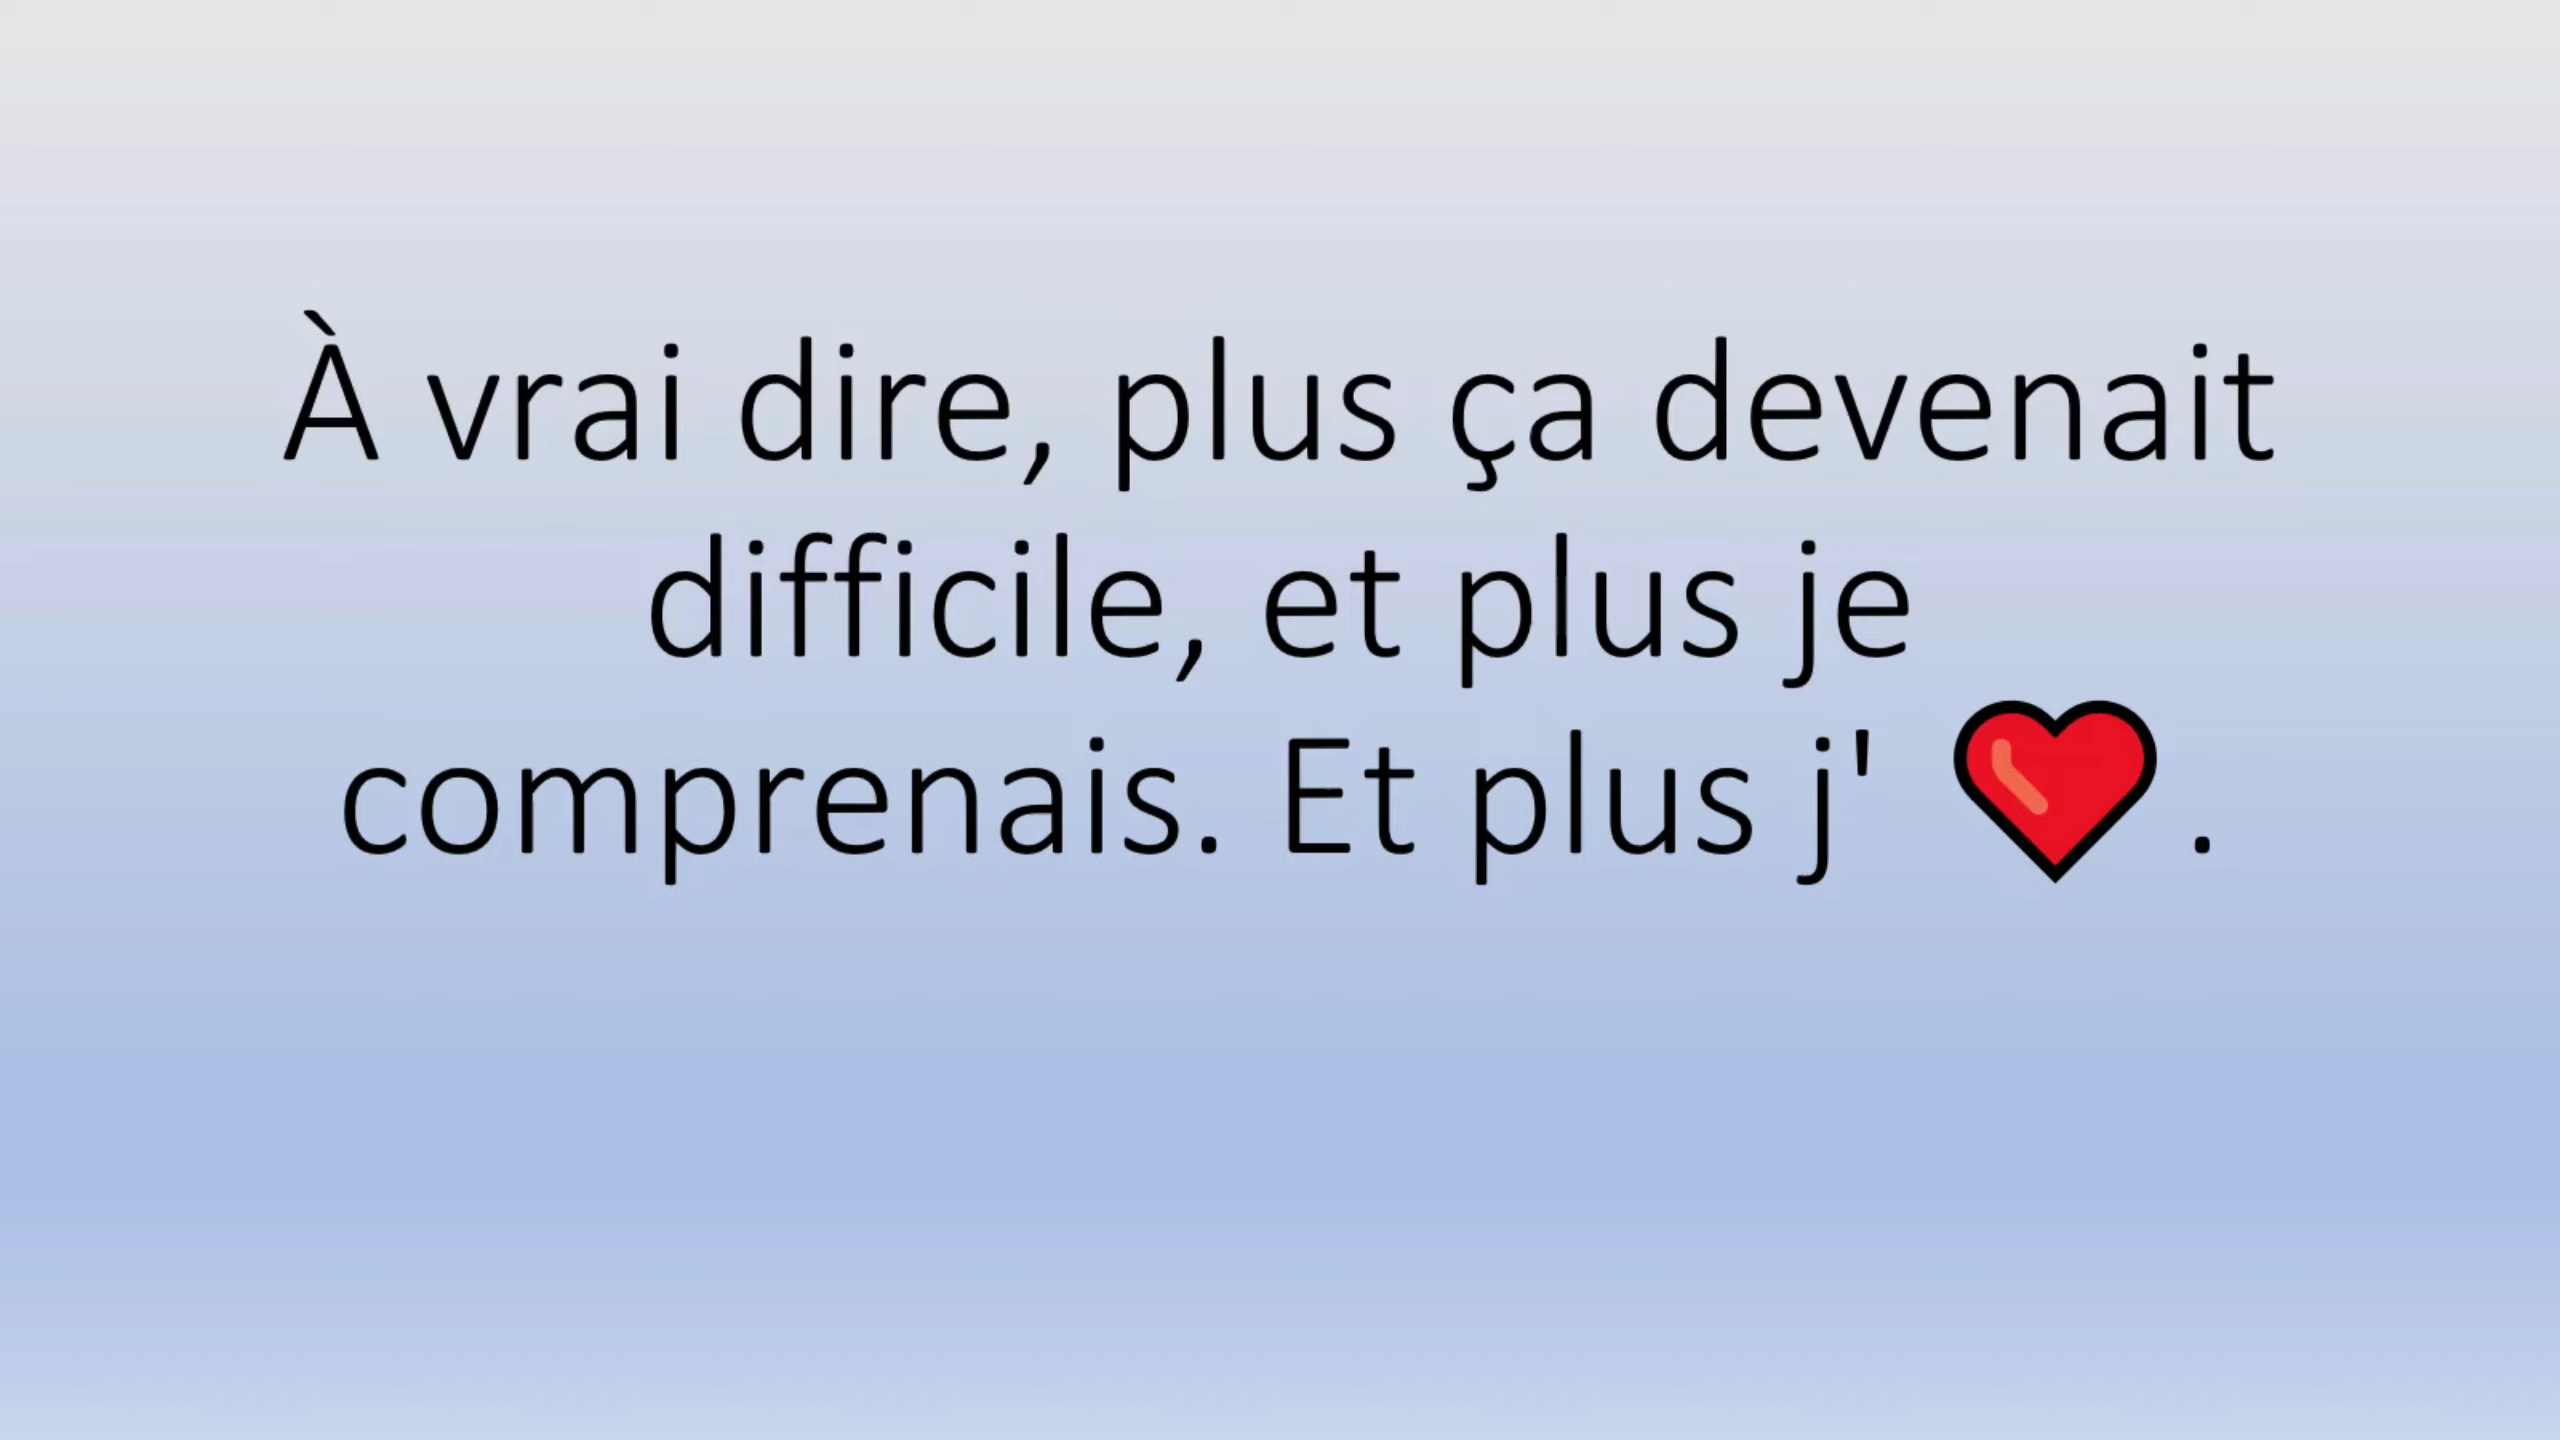 À vrai dire, plus ça devenait
difficile, et plus je
comprenais. Et plus j' ❤️ .